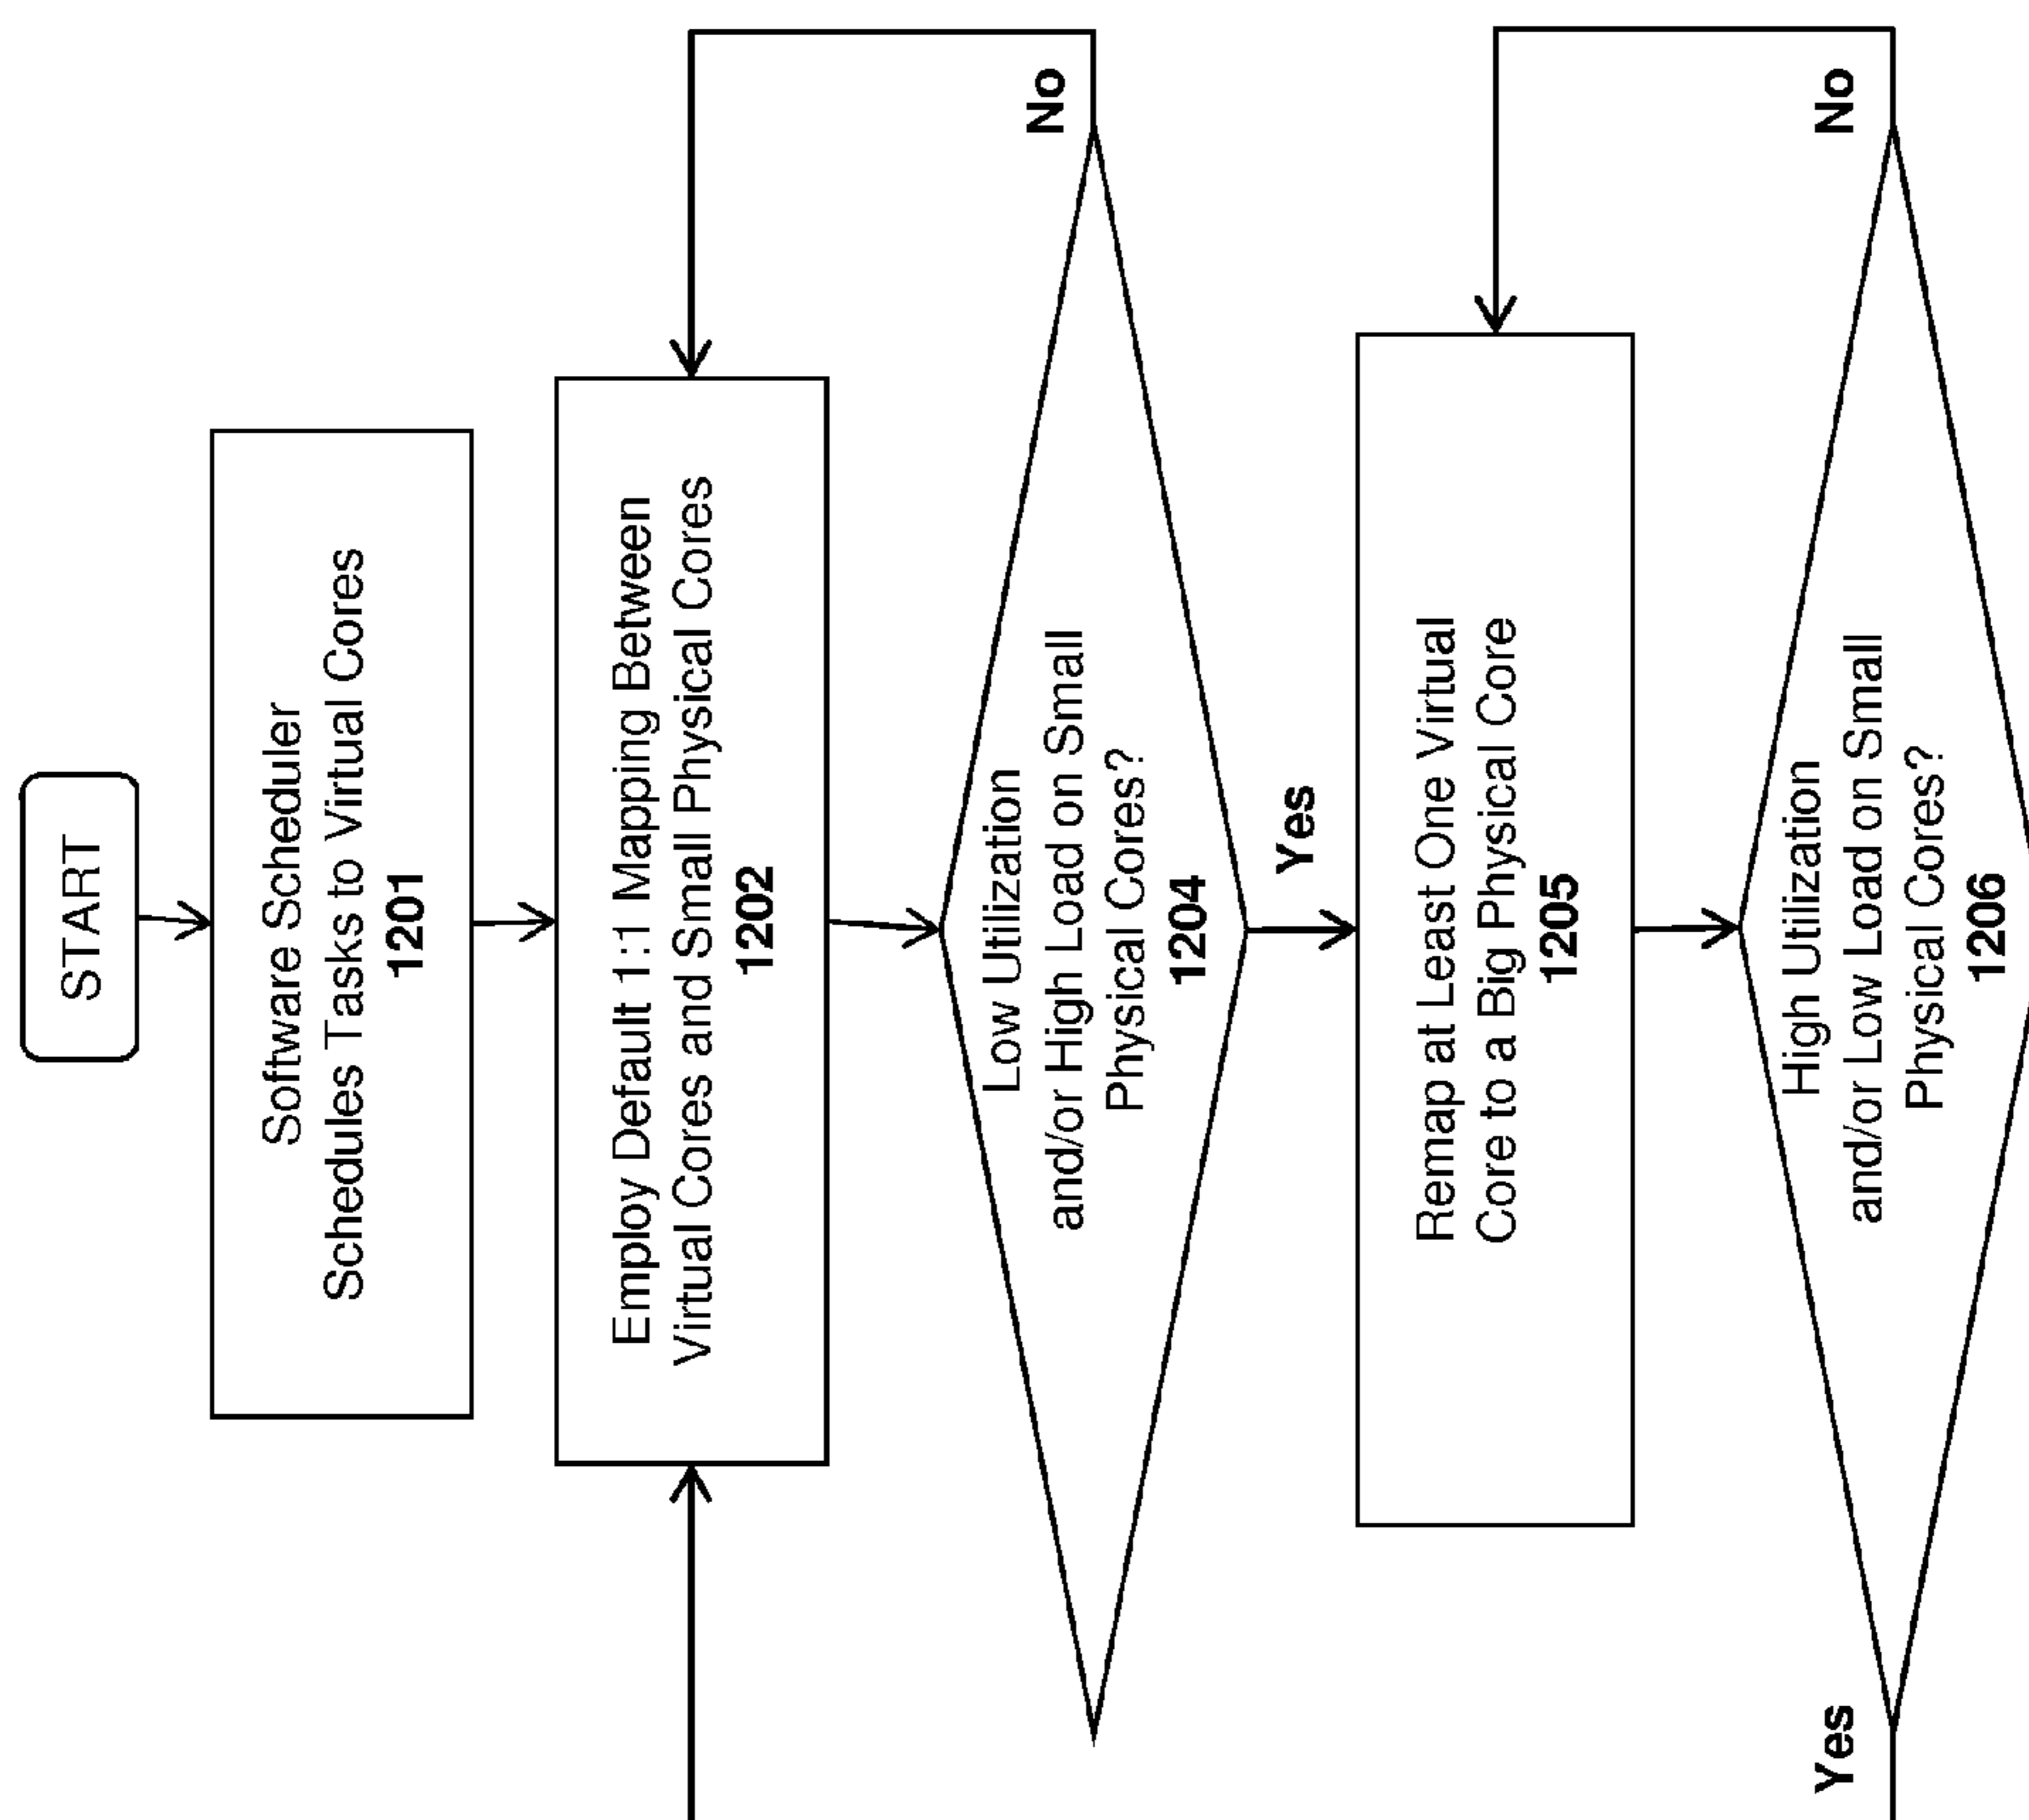 START
Software Scheduler
Schedules Tasks to Virtual Cores
1201
Employ Default 1:1 Mapping Between
Virtual Cores and Small Physical Cores
1202
Low Utilization
and/or High Load on Small
Physical Cores?
1204
No
Yes
Remap at Least One Virtual
Core to a Big Physical Core
1205
High Utilization
and/or Low Load on Small
Physical Cores?
1206
No
Yes